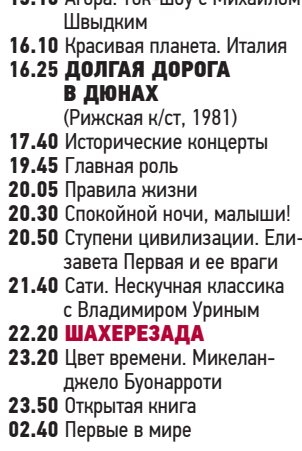 Агора. Ток-шоу с Михаилом
Швыдким
16.10 Красивая планета. Италия
16.25 ДОЛГАЯ ДОРОГА
В ДЮНАХ
(Рижская к/ст, 1981)
17.40 Исторические концерты
19.45 Главная роль
20.05 Правила жизни
20.30 Спокойной ночи, малыши!
20.50 Ступени цивилизации. Ели-
завета Первая и ее враги
21.40 Сати. Нескучная классика
с Владимиром Уриным
22.20 ШАХЕРЕЗАДА
23.20 Цвет времени. Микелан-
джело Буонарроти
23.50 Открытая книга
02.40 Первые в мире